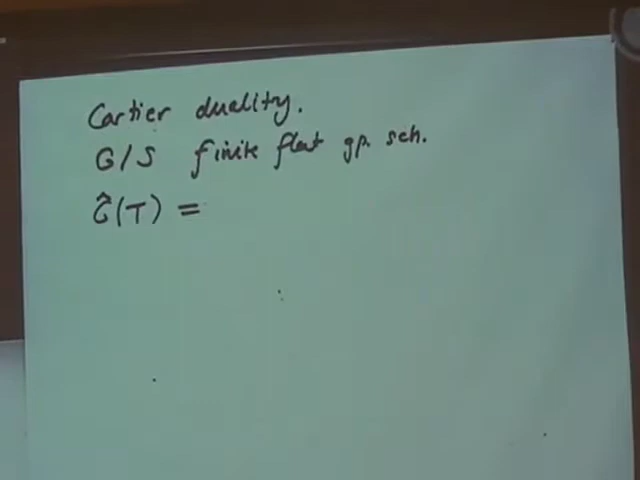 Cartier duality.
G/S finite flat gp. sch.
Ĝ(T) =